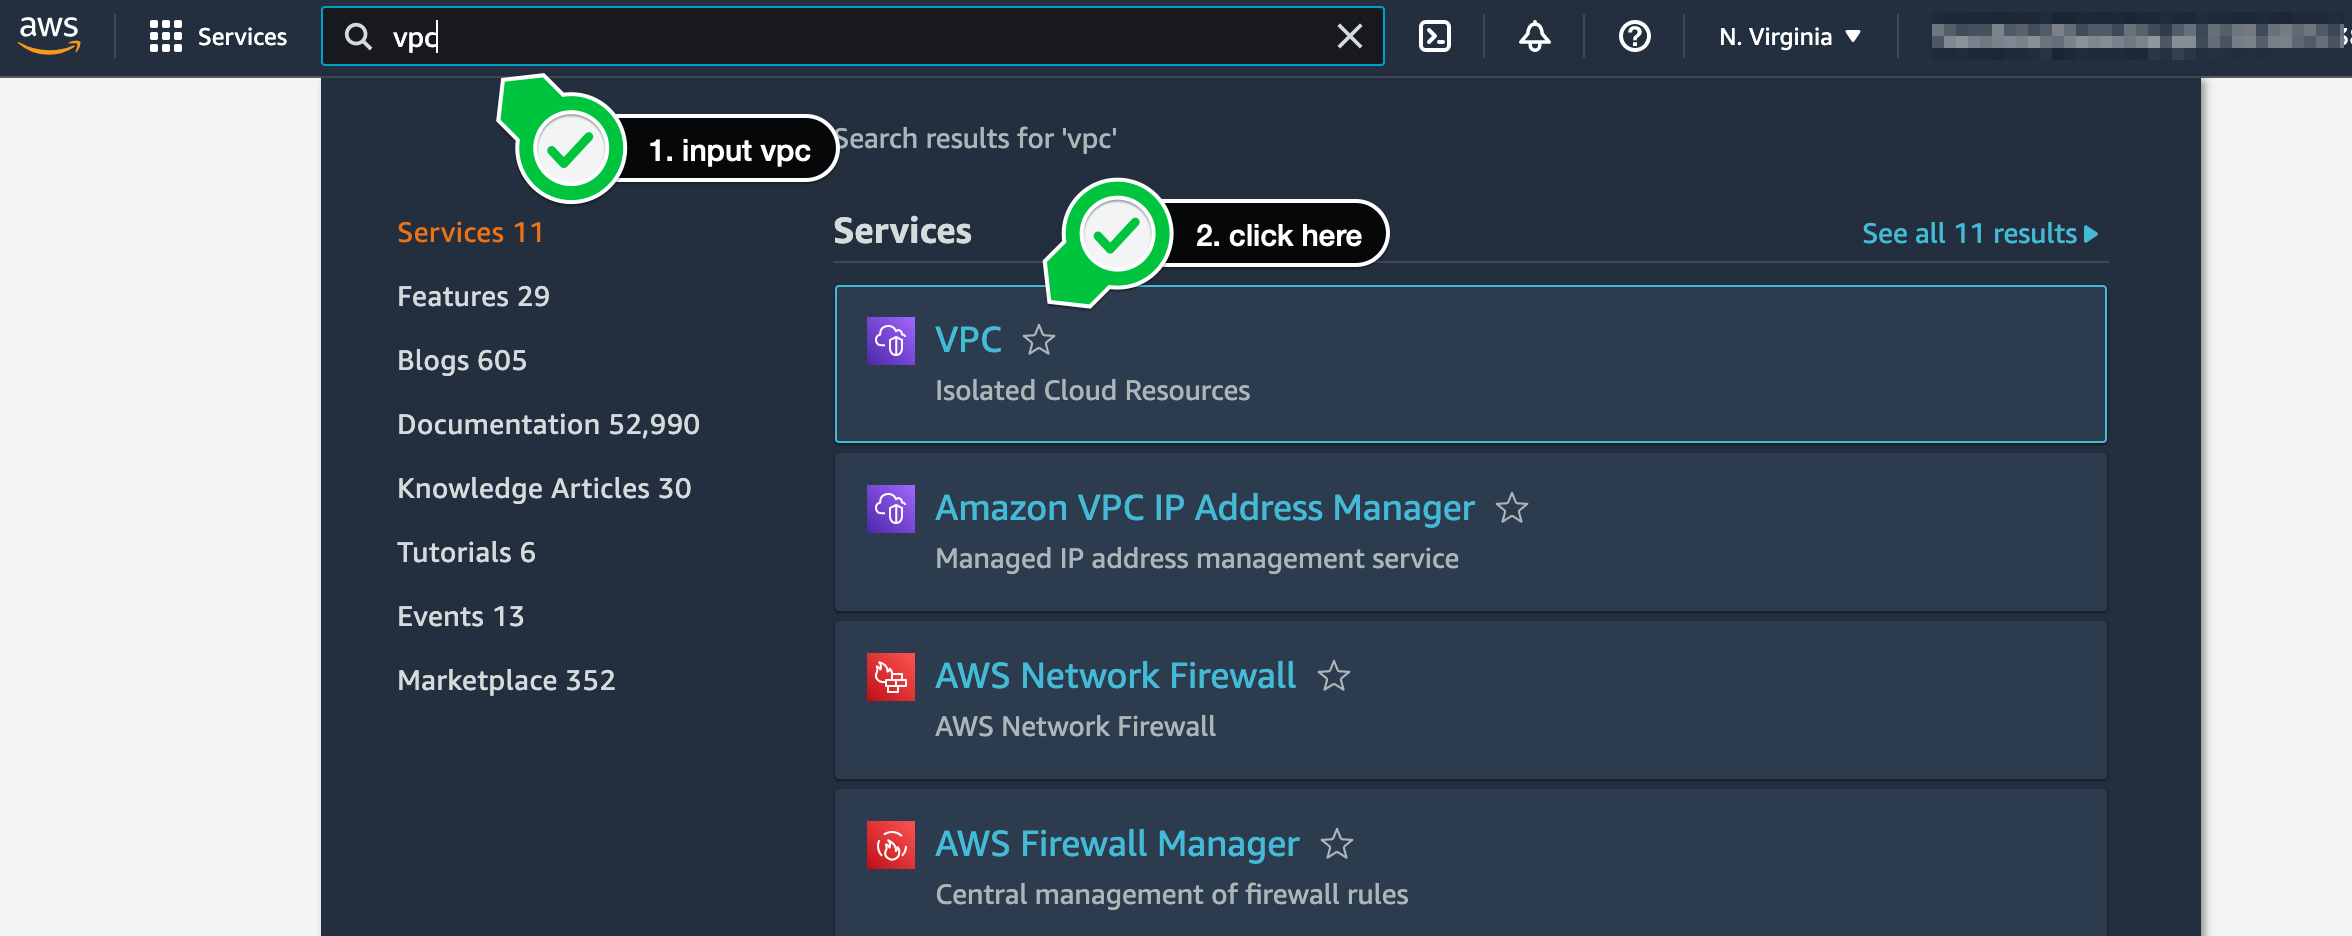 aws
Services
vpc
N. Virginia
1. input vpc
Search results for 'vpc'
2. click here
Services 11
Features 29
Blogs 605
Documentation 52,990
Knowledge Articles 30
Tutorials 6
Events 13
Marketplace 352
Services
See all 11 results
VPC
Isolated Cloud Resources
Amazon VPC IP Address Manager
Managed IP address management service
AWS Network Firewall
AWS Network Firewall
AWS Firewall Manager
Central management of firewall rules